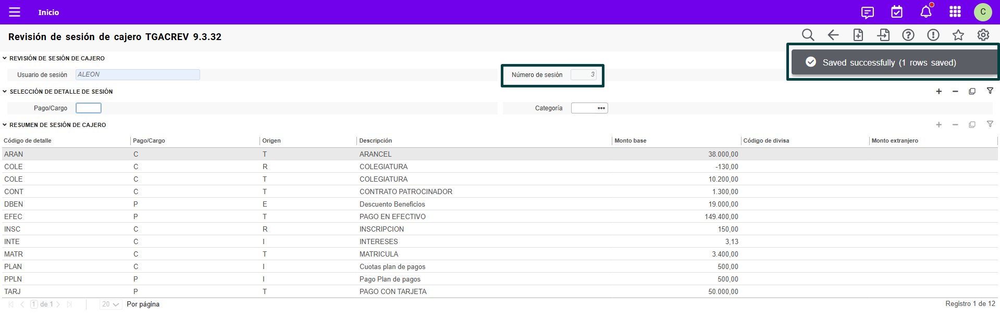 Inicio
C
Revisión de sesión de cajero TGACREV 9.3.32
REVISIÓN DE SESIÓN DE CAJERO
Saved successfully (1 rows saved)
Usuario de sesión ALEON Número de sesión 3
SELECCIÓN DE DETALLE DE SESIÓN
Pago/Cargo Categoría
RESUMEN DE SESIÓN DE CAJERO
Código de detalle Pago/Cargo Origen Descripción Monto base Código de divisa Monto extranjero
ARAN C T ARANCEL 38.000,00
COLE C R COLEGIATURA -130,00
COLE C T COLEGIATURA 10.200,00
CONT C T CONTRATO PATROCINADOR 1.300,00
DBEN P E Descuento Beneficios 19.000,00
EFEC P T PAGO EN EFECTIVO 149.400,00
INSC C R INSCRIPCION 150,00
INTE C I INTERESES 3,13
MATR C T MATRICULA 3.400,00
PLAN C I Cuotas plan de pagos 500,00
PPLN P I Pago Plan de pagos 500,00
TARJ P T PAGO CON TARJETA 50.000,00
1 de 1 20 Por página Registro 1 de 12